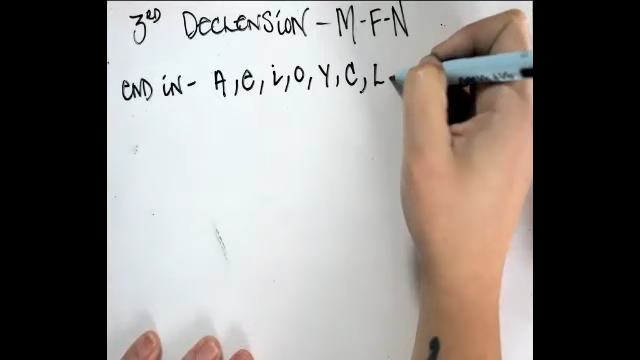 3RD DECLENSION - M-F-N
END IN - A, e, i, O, Y, C, L